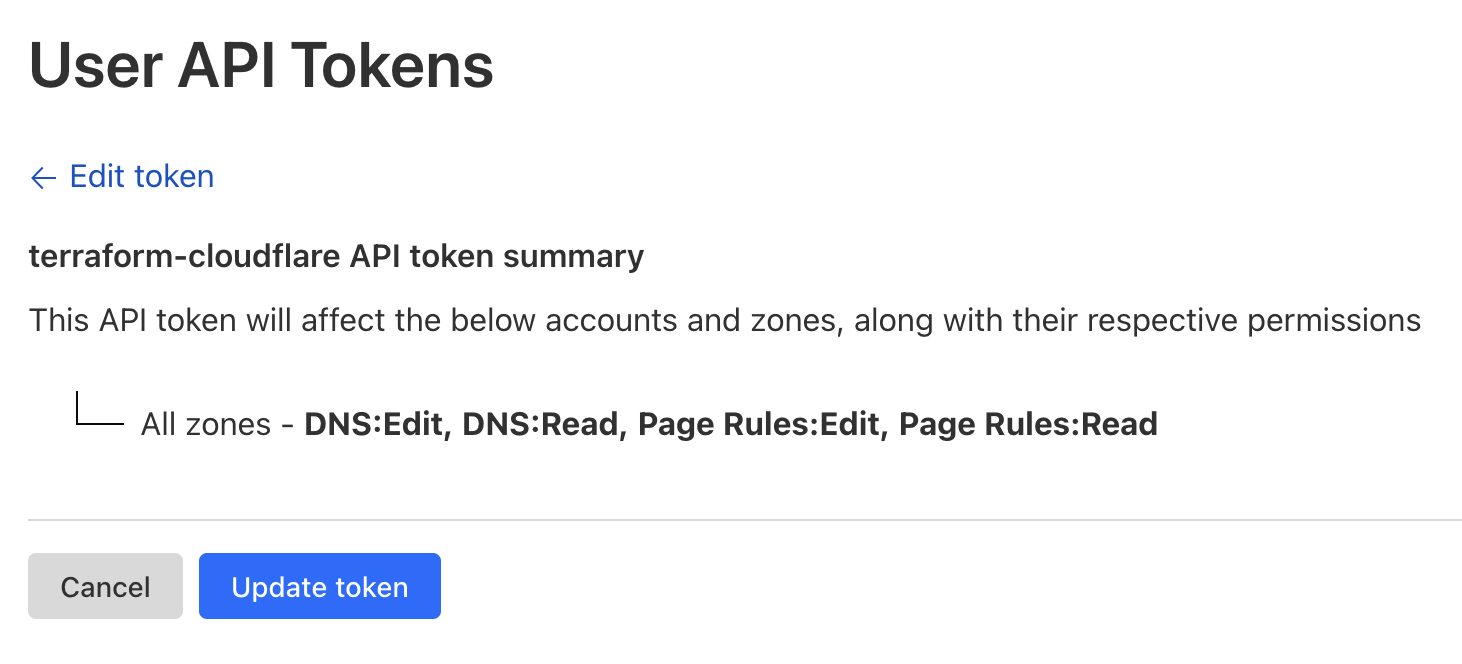 User API Tokens
← Edit token
terraform-cloudflare API token summary
This API token will affect the below accounts and zones, along with their respective permissions
All zones - DNS:Edit, DNS:Read, Page Rules:Edit, Page Rules:Read
Cancel Update token